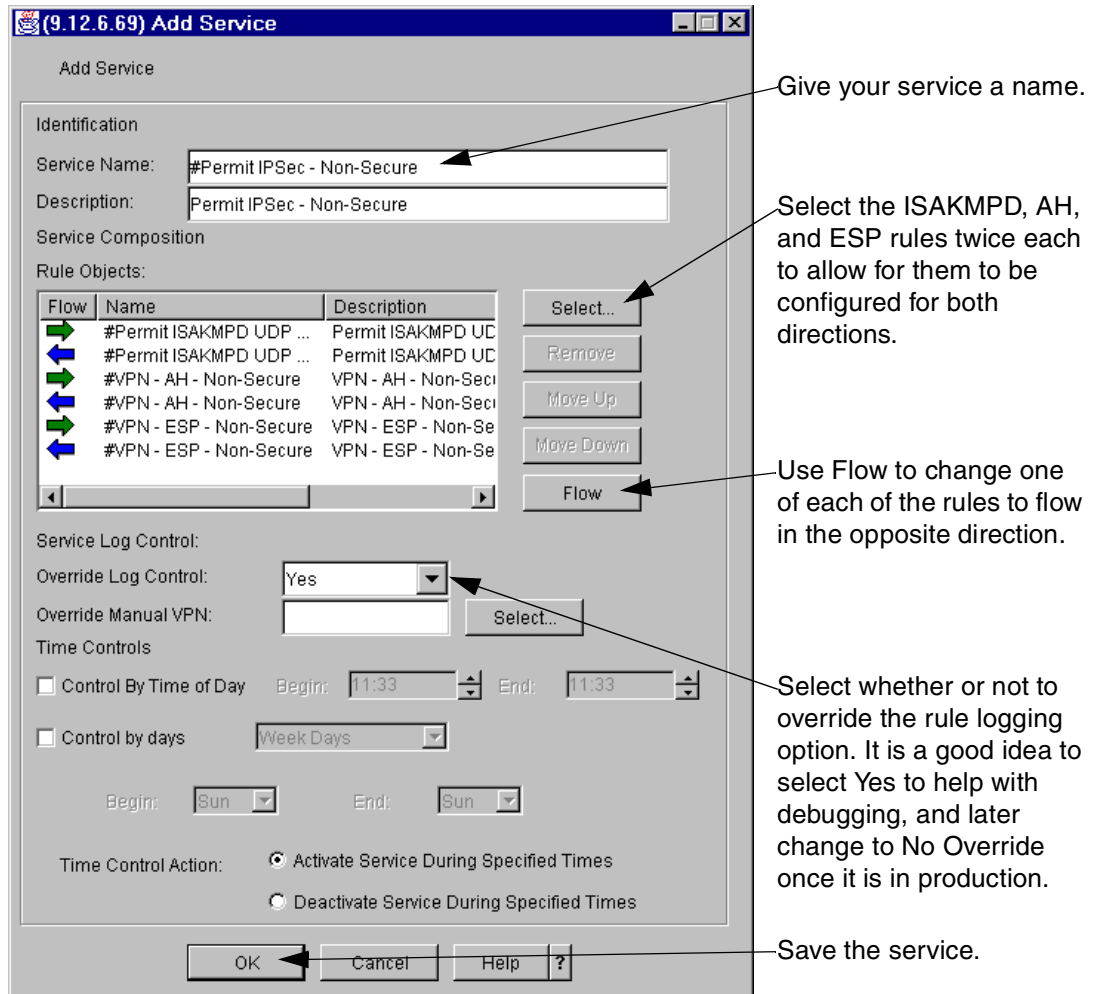 (9.12.6.69) Add Service
Add Service
Give your service a name.
Identification
Service Name: #Permit IPSec - Non-Secure
Description: Permit IPSec - Non-Secure
Select the ISAKMPD, AH,
and ESP rules twice each
to allow for them to be
configured for both
directions.
Service Composition
Rule Objects:
Flow Name Description
#Permit ISAKMPD UDP ... Permit ISAKMPD UD
#Permit ISAKMPD UDP ... Permit ISAKMPD UD
#VPN - AH - Non-Secure VPN - AH - Non-Secu
#VPN - AH - Non-Secure VPN - AH - Non-Secu
#VPN - ESP - Non-Secure VPN - ESP - Non-Se
#VPN - ESP - Non-Secure VPN - ESP - Non-Se
Select...
Remove
Move Up
Move Down
Flow
Use Flow to change one
of each of the rules to flow
in the opposite direction.
Service Log Control:
Override Log Control: Yes
Override Manual VPN: Select...
Time Controls
Control By Time of Day Begin: 11:33 End: 11:33
Control by days Week Days
Begin: Sun End: Sun
Select whether or not to
override the rule logging
option. It is a good idea to
select Yes to help with
debugging, and later
change to No Override
once it is in production.
Time Control Action: Activate Service During Specified Times
Deactivate Service During Specified Times
Save the service.
OK Cancel Help ?